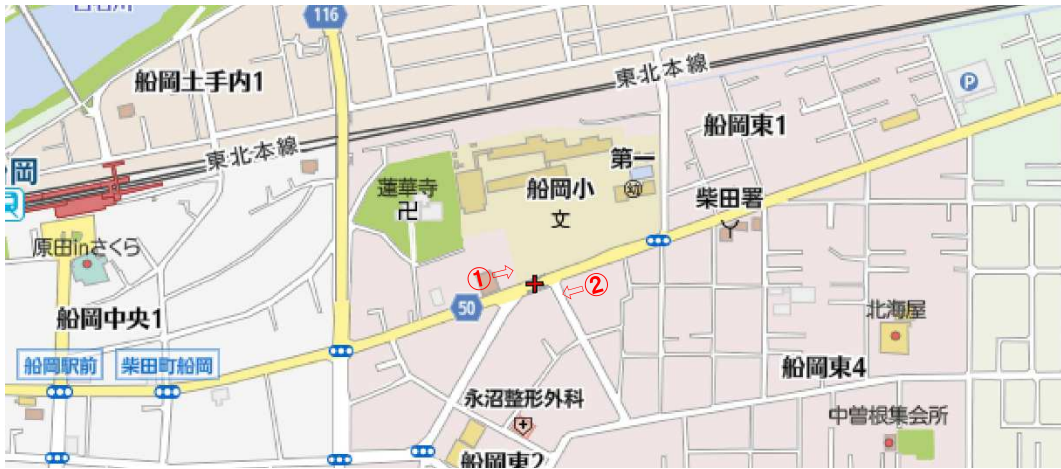 116
船岡土手内1
東北本線
船岡東1
P
東北本線
岡
蓮華寺
船岡小
文
第一
幼
柴田署
原田inさくら
①
②
50
船岡中央1
北海屋
船岡駅前
柴田町船岡
船岡東4
永沼整形外科
中曽根集会所
船岡東2